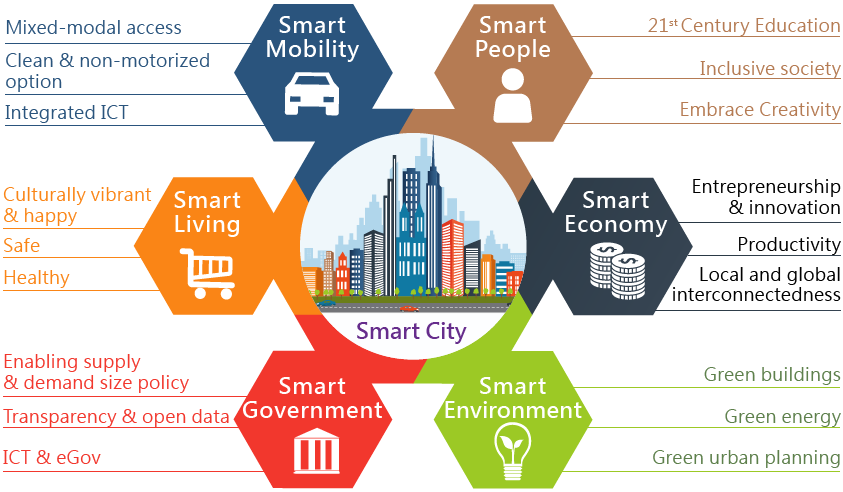 Mixed-modal access
Clean & non-motorized
option
Integrated ICT
Smart
Mobility
Smart
People
21st Century Education
Inclusive society
Embrace Creativity
Culturally vibrant
& happy
Safe
Healthy
Smart
Living
Smart
Economy
$
$
Entrepreneurship
& innovation
Productivity
Local and global
interconnectedness
Smart City
Enabling supply
& demand size policy
Transparency & open data
ICT & eGov
Smart
Government
Smart
Environment
Green buildings
Green energy
Green urban planning